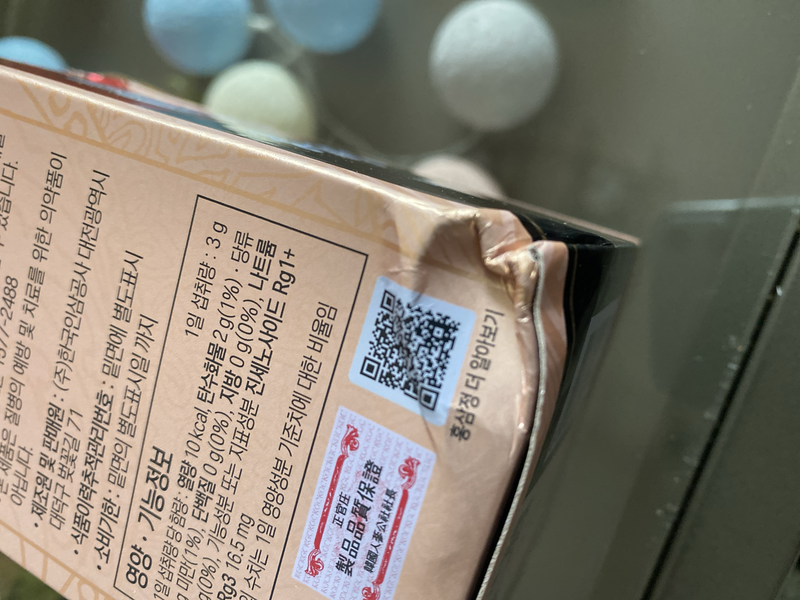 있습니다.
577-2488
제품은 질병의 예방 및 치료를 위한 의약품이
아닙니다.
• 제조원 및 판매원 : (주)한국인삼공사 대전광역시
대덕구 벚꽃길 71
• 식품이력추적관리번호 : 밑면에 별도표시
• 소비기한 : 밑면의 별도표시일 까지
영양·기능정보
1일 섭취량 : 3 g
1일 섭취량당 함량: 열량 10 kcal, 탄수화물 2 g(1%)·당류
g 미만(1%), 단백질 0 g(0%), 지방 0 g(0%), 나트륨
g(0%), 기능성분 또는 지표성분 진세노사이드 Rg1+
Rg3 16.5 mg
일 수치는 1일 영양성분 기준치에 대한 비율임
홍삼정 더 알아보기
正官庄
製品品質保證
韓國人蔘公社社長